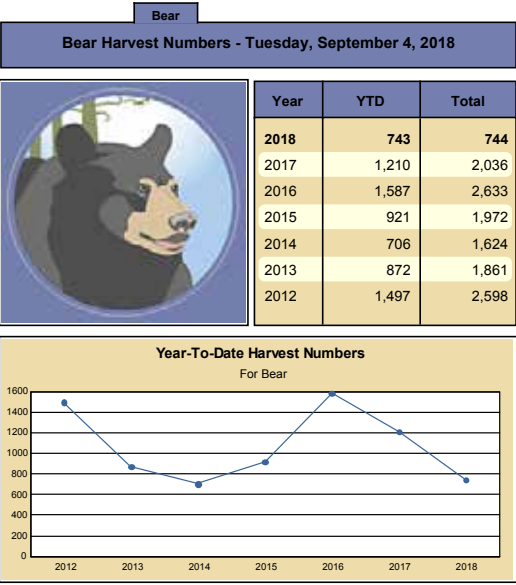 Bear
Bear Harvest Numbers - Tuesday, September 4, 2018
Year YTD Total
2018 743 744
2017 1,210 2,036
2016 1,587 2,633
2015 921 1,972
2014 706 1,624
2013 872 1,861
2012 1,497 2,598
Year-To-Date Harvest Numbers
For Bear
1600
1400
1200
1000
800
600
400
200
0
2012 2013 2014 2015 2016 2017 2018